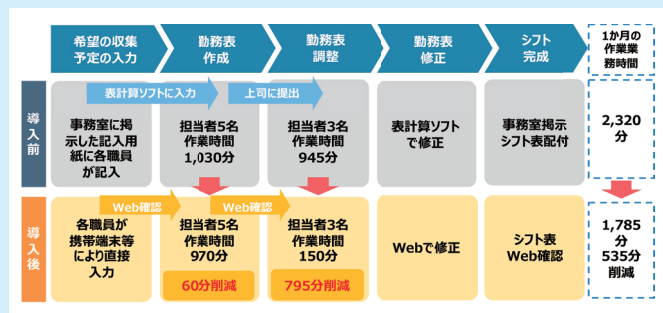 希望の収集
予定の入力
勤務表
作成
勤務表
調整
勤務表
修正
シフト
完成
1か月の
作業業
務時間
導入前
表計算ソフトに入力
上司に提出
事務室に掲
示した記入用
紙に各職員
が記入
担当者5名
作業時間
1,030分
担当者3名
作業時間
945分
表計算ソフト
で修正
事務室掲示
シフト表配付
2,320
分
導入後
Web確認
Web確認
各職員が
携帯端末等
により直接
入力
担当者5名
作業時間
970分
60分削減
担当者3名
作業時間
150分
795分削減
Webで修正
シフト表
Web確認
1,785
分
535分
削減